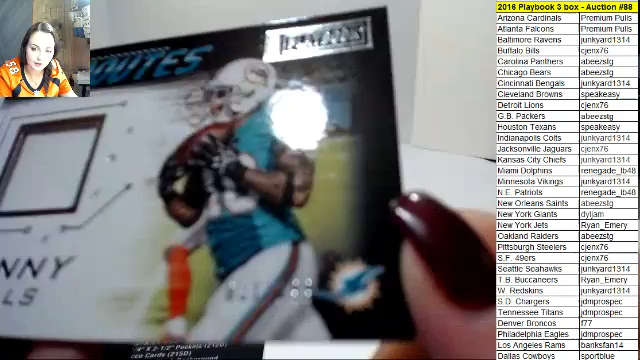 2016 Playbook 3 box - Auction #88
Arizona Cardinals Premium Pulls
Atlanta Falcons Premium Pulls
Baltimore Ravens junkyard1314
Buffalo Bills cjenx76
Carolina Panthers abeezstg
Chicago Bears abeezstg
Cincinnati Bengals junkyard1314
Cleveland Browns speakeasy
Detroit Lions cjenx76
G.B. Packers abeezstg
Houston Texans speakeasy
Indianapolis Colts junkyard1314
Jacksonville Jaguars cjenx76
Kansas City Chiefs junkyard1314
Miami Dolphins renegade_lb48
Minnesota Vikings junkyard1314
N.E. Patriots renegade_lb48
New Orleans Saints abeezstg
New York Giants dyljam
New York Jets Ryan_Emery
Oakland Raiders abeezstg
Pittsburgh Steelers cjenx76
S.F. 49ers cjenx76
Seattle Seahawks junkyard1314
T.B. Buccaneers Ryan_Emery
W. Redskins junkyard1314
S.D. Chargers jdmprospec
Tennessee Titans jdmprospec
Denver Broncos f77
Philadelphia Eagles jdmprospec
Los Angeles Rams banksfan14
Dallas Cowboys sportblue
OUTES
PLAYBOOK
NNY
LLS